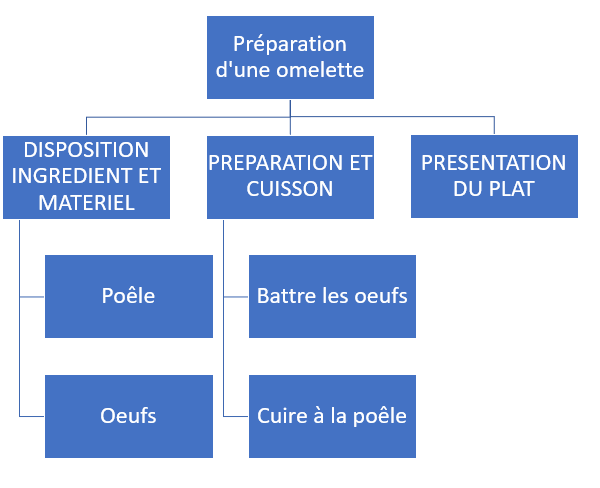 Préparation
d'une omelette
DISPOSITION
INGREDIENT ET
MATERIEL
PREPARATION ET
CUISSON
PRESENTATION
DU PLAT
Poêle
Battre les oeufs
Oeufs
Cuire à la poêle